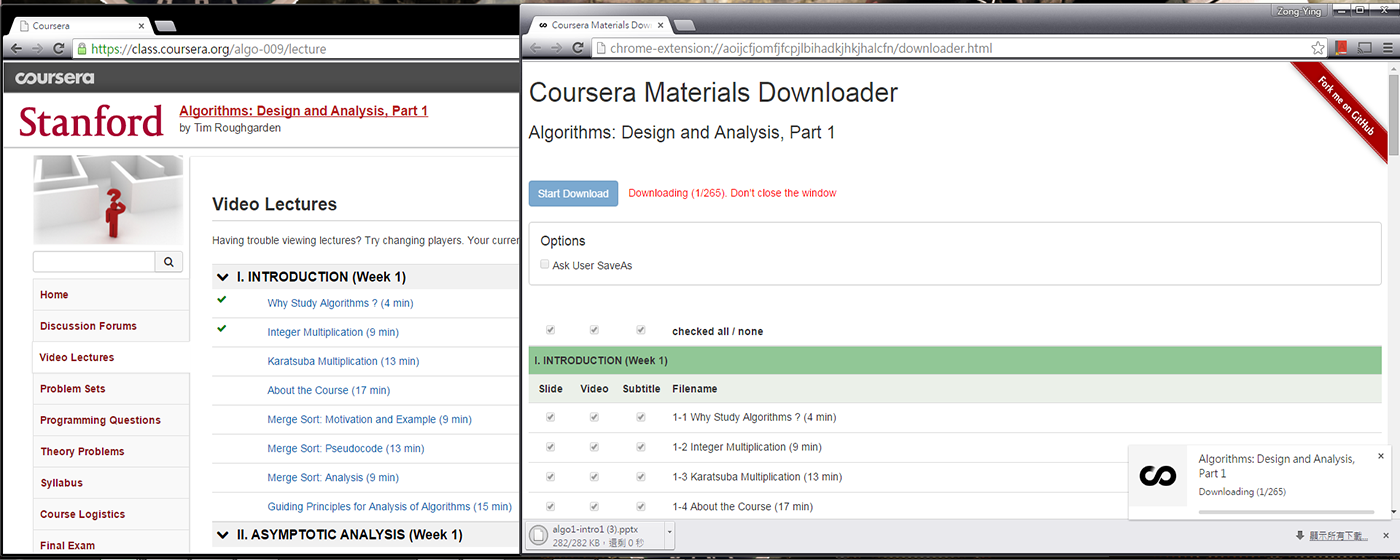 Coursera
https://class.coursera.org/algo-009/lecture
coursera
Stanford
Algorithms: Design and Analysis, Part 1
by Tim Roughgarden
Video Lectures
Having trouble viewing lectures? Try changing players. Your curre
I. INTRODUCTION (Week 1)
Why Study Algorithms ? (4 min)
Integer Multiplication (9 min)
Karatsuba Multiplication (13 min)
About the Course (17 min)
Merge Sort: Motivation and Example (9 min)
Merge Sort: Pseudocode (13 min)
Merge Sort: Analysis (9 min)
Guiding Principles for Analysis of Algorithms (15 min)
II. ASYMPTOTIC ANALYSIS (Week 1)
Home
Discussion Forums
Video Lectures
Problem Sets
Programming Questions
Theory Problems
Syllabus
Course Logistics
Final Exam
Coursera Materials Dow
Zong-Ying
chrome-extension://aoijcfjomfjfcpjlbihadkjhkjhalcfn/downloader.html
Fork me on GitHub
Coursera Materials Downloader
Algorithms: Design and Analysis, Part 1
Start Download
Downloading (1/265). Don't close the window
Options
Ask User SaveAs
checked all / none
I. INTRODUCTION (Week 1)
Slide Video Subtitle Filename
1-1 Why Study Algorithms ? (4 min)
1-2 Integer Multiplication (9 min)
1-3 Karatsuba Multiplication (13 min)
1-4 About the Course (17 min)
Algorithms: Design and Analysis,
Part 1
Downloading (1/265)
algo1-intro1 (3).pptx
282/282 KB，還剩 0 秒
顯示所有下載...